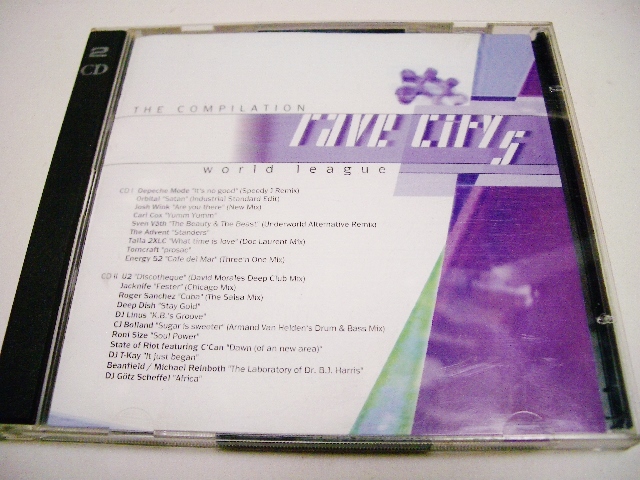 2
CD
THE COMPILATION
rave city 5
world league
CD I Depeche Mode "It's no good" (Speedy J Remix)
Orbital "Satan" (Industrial Standard Edit)
Josh Wink "Are you there" (New Mix)
Carl Cox "Yumm Yumm"
Sven Väth "The Beauty & The Beast" (Underworld Alternative Remix)
The Advent "Standers"
Talla 2XLC "What time is love" (Doc Laurent Mix)
Tomcraft "prosac"
Energy 52 "Cafe del Mar" (Three'n One Mix)
CD II U2 "Discotheque" (David Morales Deep Club Mix)
Jacknife "Fester" (Chicago Mix)
Roger Sanchez "Cuba" (The Salsa Mix)
Deep Dish "Stay Gold"
DJ Linus "K.B.'s Groove"
CJ Bolland "Sugar is sweeter" (Armand Van Helden's Drum & Bass Mix)
Roni Size "Soul Power"
State of Riot featuring C'Can "Dawn (of an new area)"
DJ T-Kay "It just began"
Beanfield / Michael Reinboth "The Laboratory of Dr. B.J. Harris"
DJ Götz Scheffel "Africa"